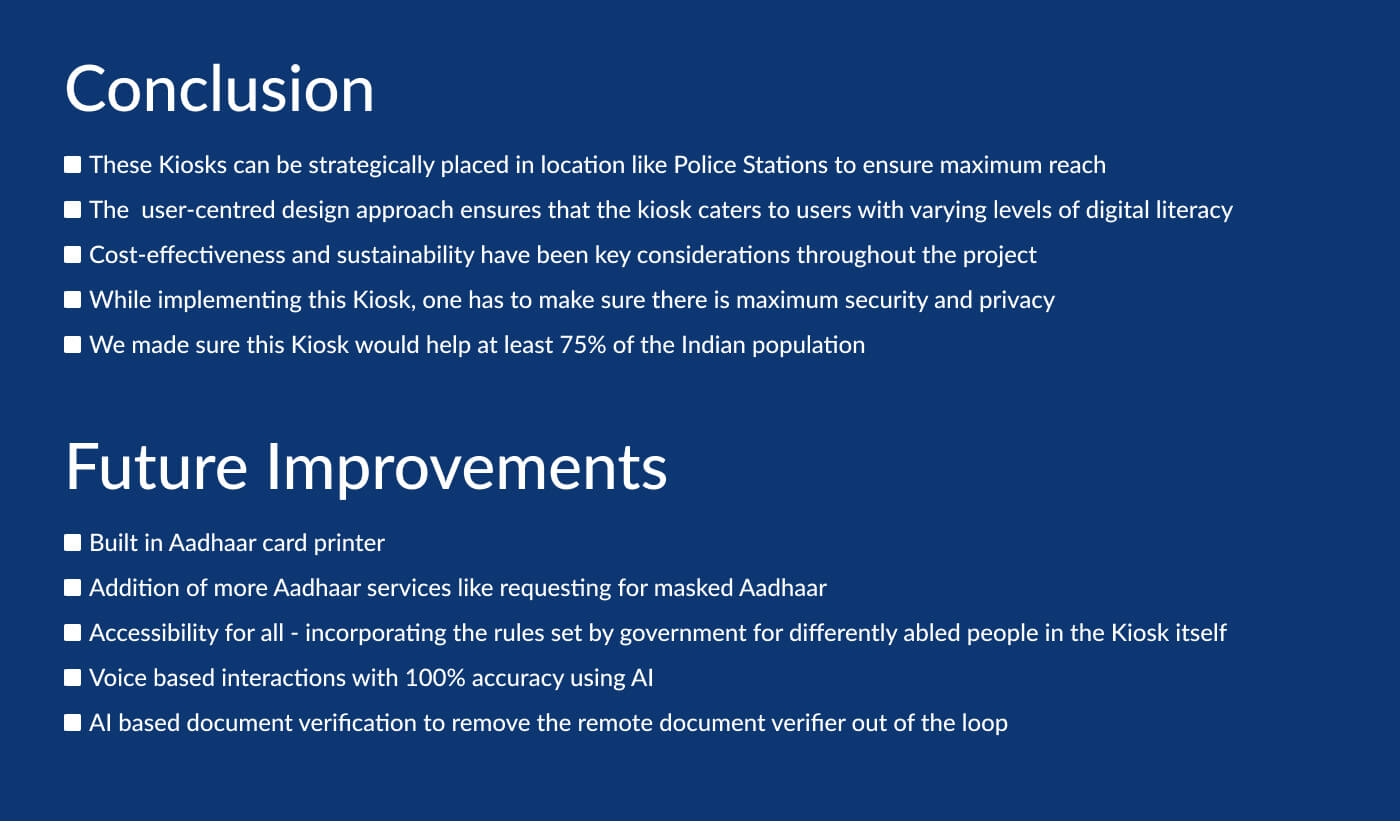 Conclusion
These Kiosks can be strategically placed in location like Police Stations to ensure maximum reach
The  user-centred design approach ensures that the kiosk caters to users with varying levels of digital literacy
Cost-effectiveness and sustainability have been key considerations throughout the project
While implementing this Kiosk, one has to make sure there is maximum security and privacy
We made sure this Kiosk would help at least 75% of the Indian population
Future Improvements
Built in Aadhaar card printer
Addition of more Aadhaar services like requesting for masked Aadhaar
Accessibility for all - incorporating the rules set by government for differently abled people in the Kiosk itself
Voice based interactions with 100% accuracy using AI
AI based document verification to remove the remote document verifier out of the loop